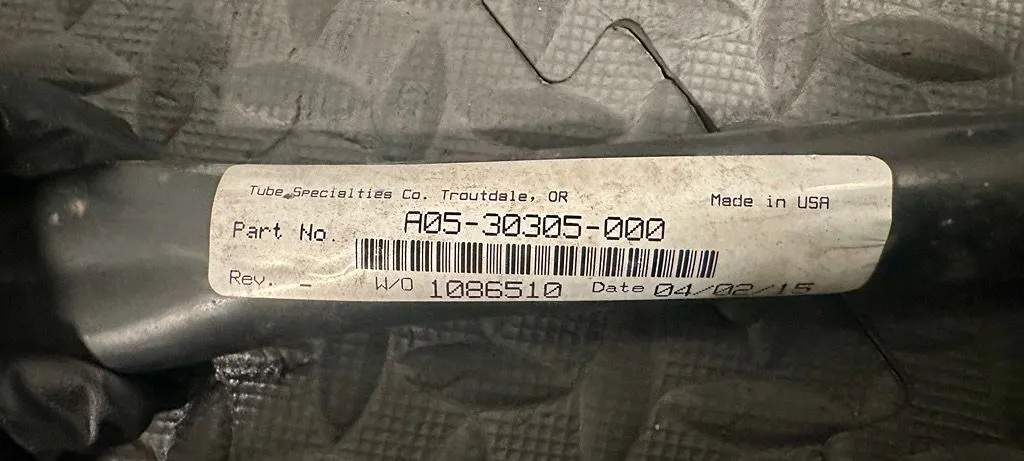 Tube Specialties Co. Troutdale, OR Made in USA
Part No. A05-30305-000
Rev. - W/O 1086510 Date 04/02/15